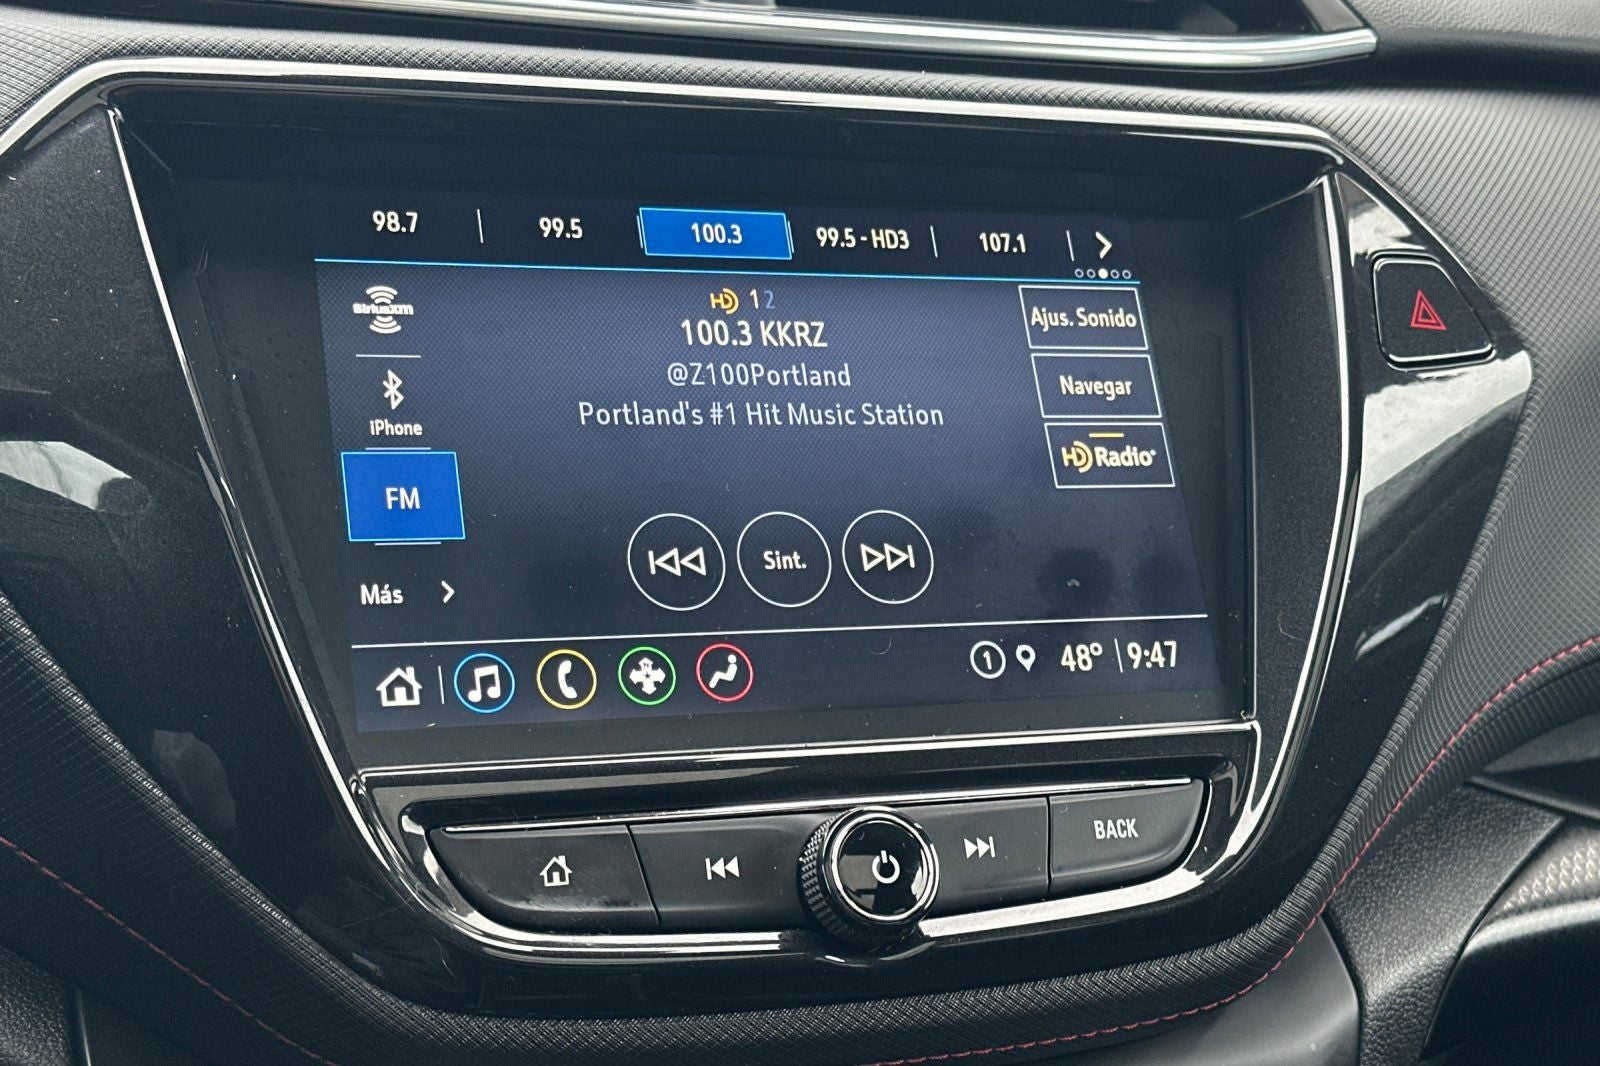 98.7
99.5
100.3
99.5 - HD3
107.1
SiriusXM
HD 1 2
100.3 KKRZ
@Z100Portland
Portland's #1 Hit Music Station
Ajus. Sonido
Navegar
HD Radio
iPhone
FM
Más
Sint.
1
48°
9:47
BACK